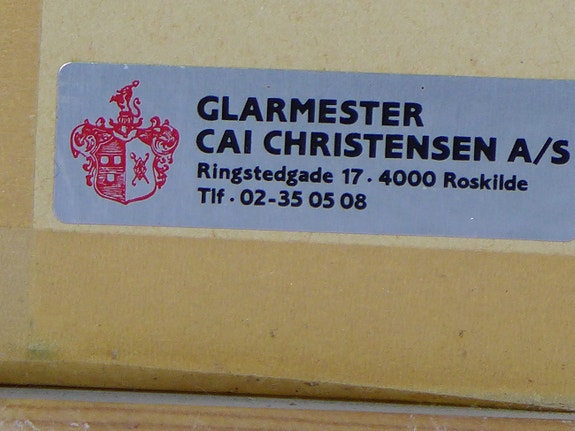 GLARMESTER
CAI CHRISTENSEN A/S
Ringstedgade 17 · 4000 Roskilde
Tlf · 02-35 05 08